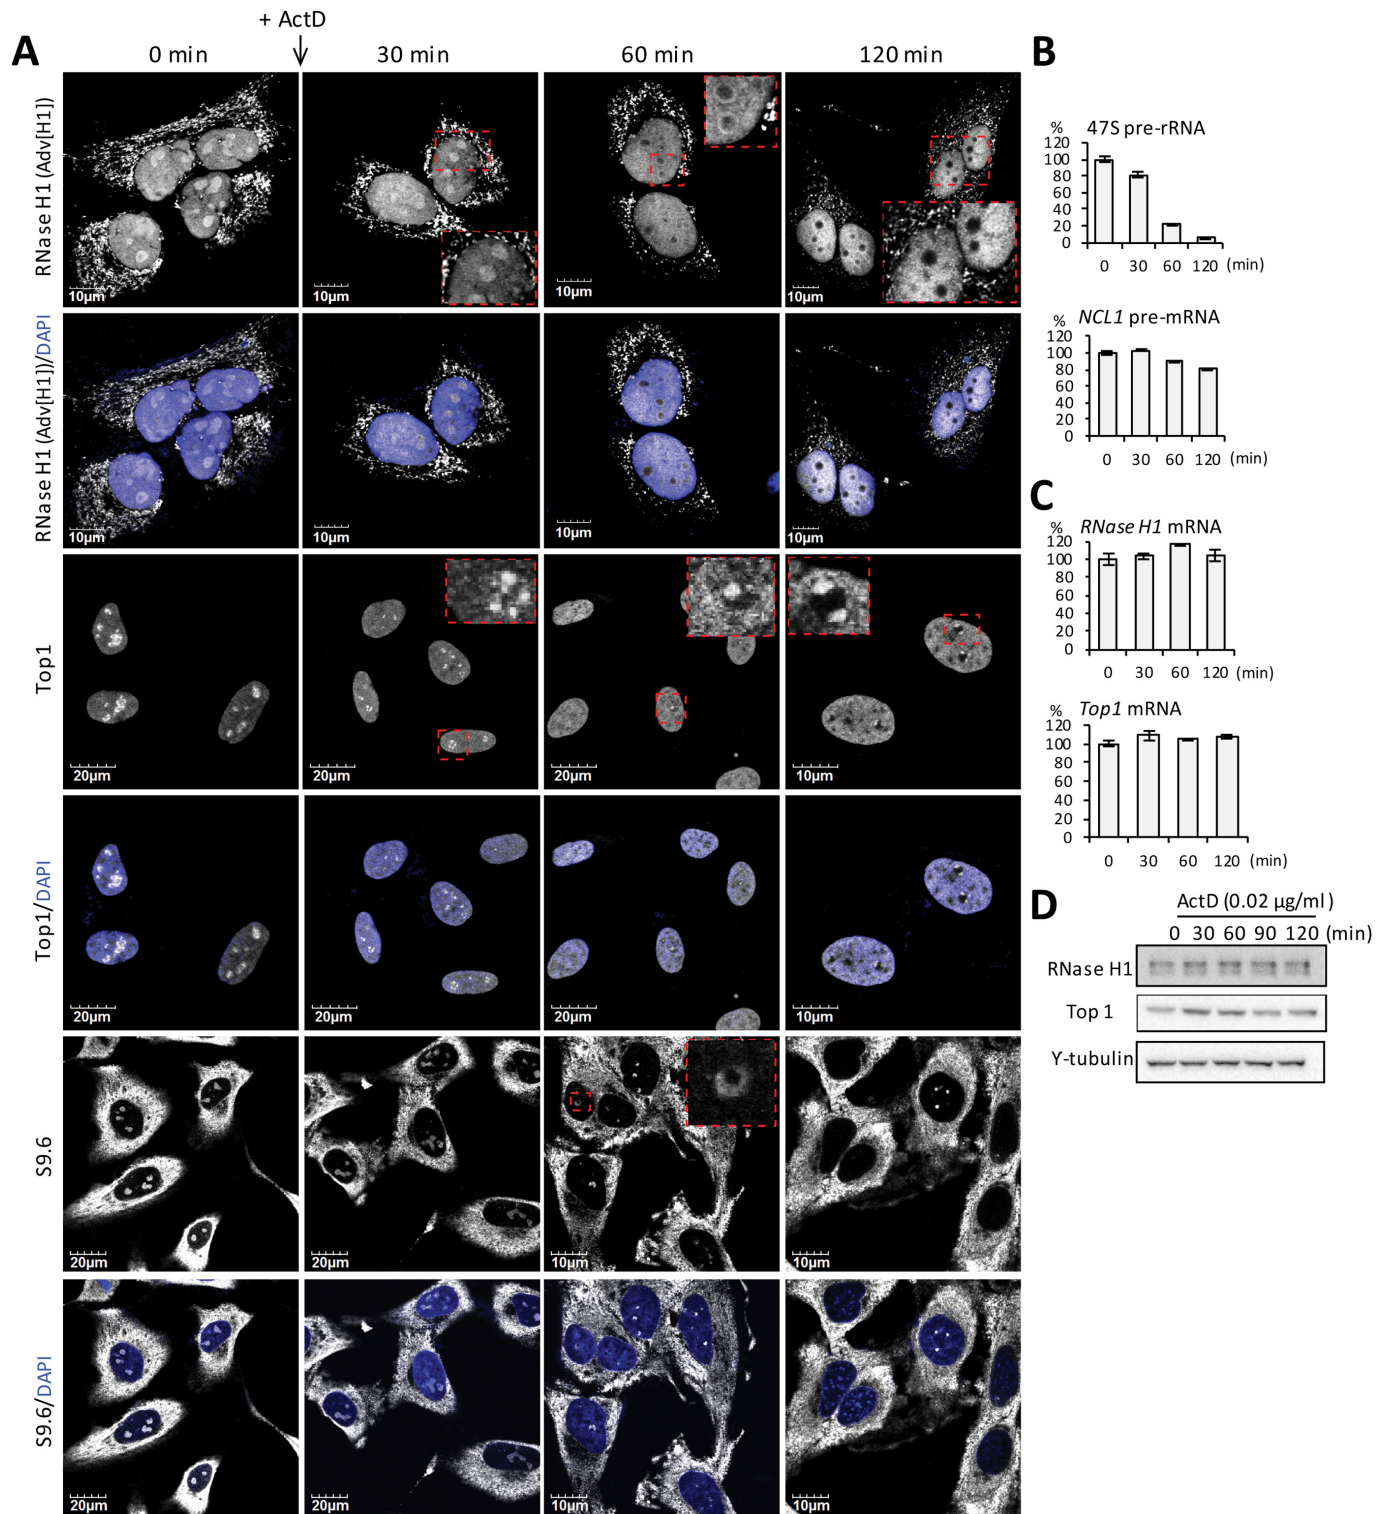 + ActD
A
0 min
30 min
60 min
120 min
RNase H1 (Adv[H1])
10µm
10µm
10µm
10µm
RNase H1 (Adv[H1])/DAPI
10µm
10µm
10µm
10µm
Top1
20µm
20µm
20µm
10µm
Top1/DAPI
20µm
20µm
20µm
10µm
S9.6
20µm
20µm
10µm
10µm
S9.6/DAPI
20µm
20µm
10µm
10µm
B
% 47S pre-rRNA
120
100
80
60
40
20
0
0 30 60 120 (min)
% NCL1 pre-mRNA
120
100
80
60
40
20
0
0 30 60 120 (min)
C
% RNase H1 mRNA
120
100
80
60
40
20
0
0 30 60 120 (min)
% Top1 mRNA
120
100
80
60
40
20
0
0 30 60 120 (min)
D
ActD (0.02 µg/ml)
0 30 60 90 120 (min)
RNase H1
Top 1
Y-tubulin